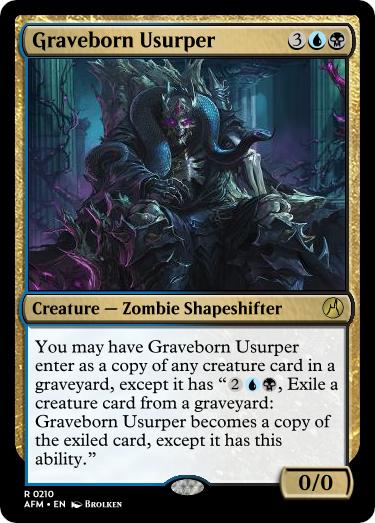 Graveborn Usurper 3
Creature — Zombie Shapeshifter
You may have Graveborn Usurper
enter as a copy of any creature card in a
graveyard, except it has “2, Exile a
creature card from a graveyard:
Graveborn Usurper becomes a copy of
the exiled card, except it has this
ability.”
0/0
R 0210
AFM • EN Brolken